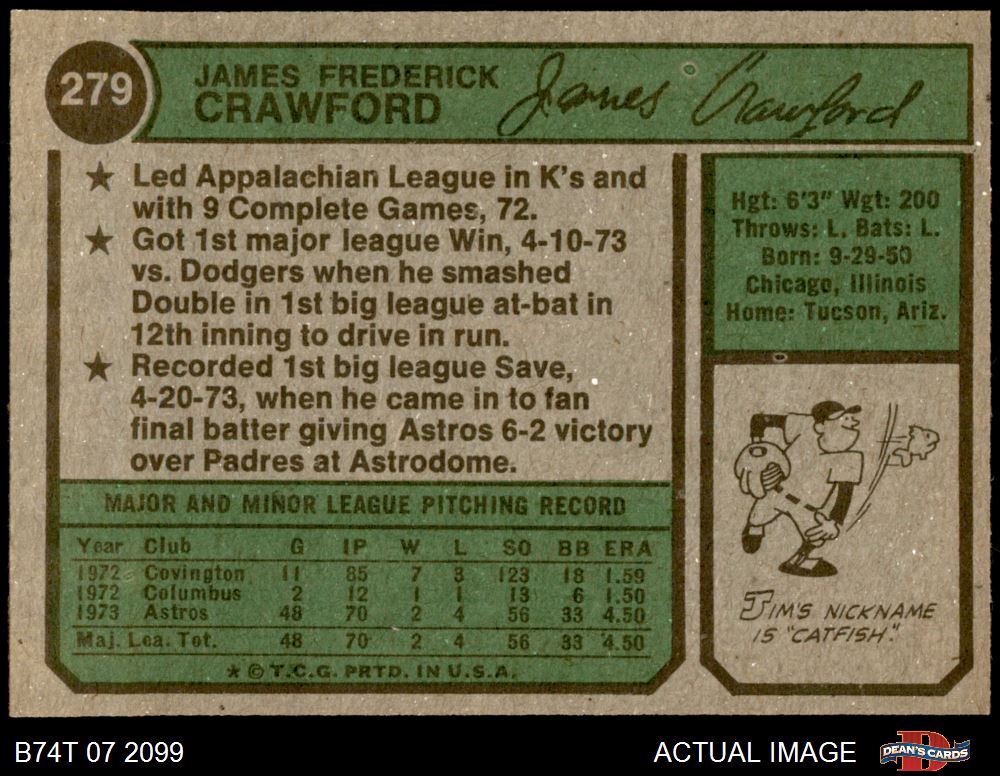 279
JAMES FREDERICK
CRAWFORD
James Crawford
★ Led Appalachian League in K's and
with 9 Complete Games, 72.
★ Got 1st major league Win, 4-10-73
vs. Dodgers when he smashed
Double in 1st big league at-bat in
12th inning to drive in run.
★ Recorded 1st big league Save,
4-20-73, when he came in to fan
final batter giving Astros 6-2 victory
over Padres at Astrodome.
Hgt: 6'3" Wgt: 200
Throws: L. Bats: L.
Born: 9-29-50
Chicago, Illinois
Home: Tucson, Ariz.
JIM'S NICKNAME
IS "CATFISH".
MAJOR AND MINOR LEAGUE PITCHING RECORD
Year Club G IP W L SO BB ERA
1972 Covington 11 85 7 3 123 18 1.59
1972 Columbus 2 12 1 1 13 6 1.50
1973 Astros 48 70 2 4 56 33 4.50
Maj. Lea. Tot. 48 70 2 4 56 33 4.50
★ © T.C.G. PRTD. IN U.S.A.
B74T 07 2099
ACTUAL IMAGE
DEAN'S CARDS